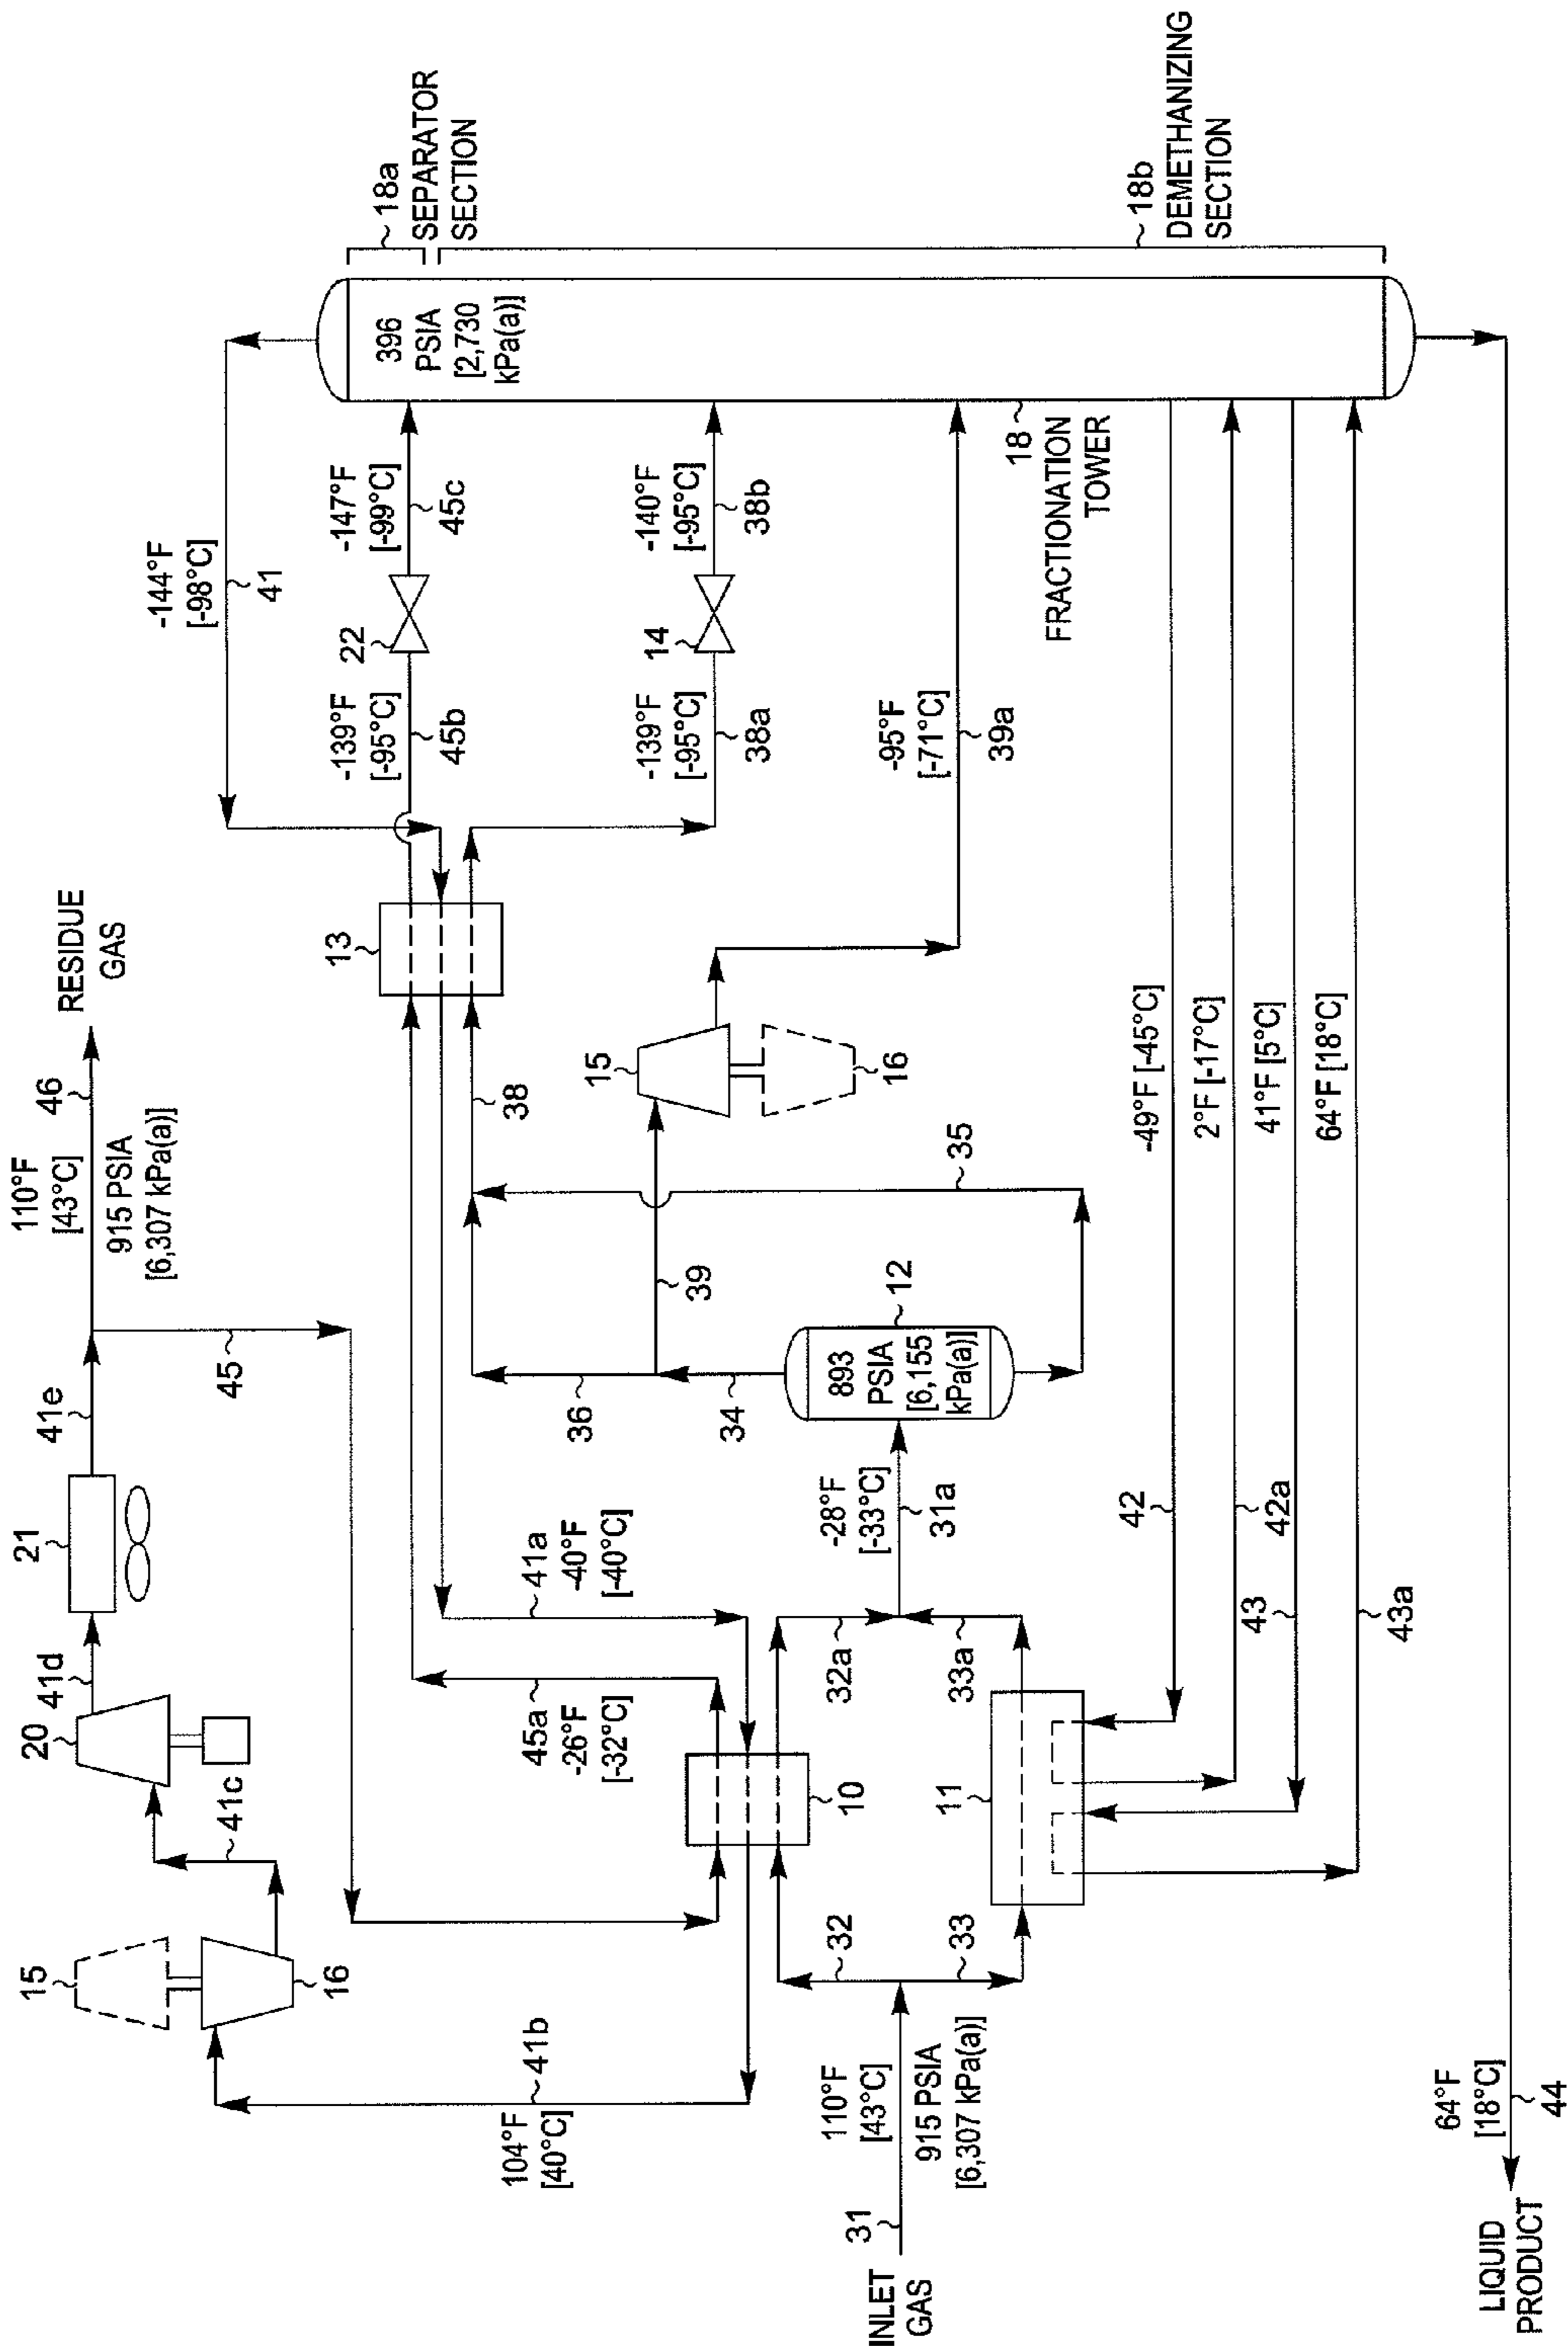 110°F
[43°C]
46
RESIDUE
GAS
915 PSIA
[6,307 kPa(a)]
15
16
20
41d
41c
21
41e
45
-144°F
[-98°C]
41
104°F
[40°C]
41b
45a
-26°F
[-32°C]
41a
-40°F
[-40°C]
13
-139°F
[-95°C]
45b
22
-147°F
[-99°C]
45c
18a
SEPARATOR
SECTION
396
PSIA
[2,730
kPa(a)]
38
-139°F
[-95°C]
38a
14
-140°F
[-95°C]
38b
36
39
15
16
-95°F
[-71°C]
39a
10
32
32a
34
893
PSIA
[6,155
kPa(a)]
12
35
INLET
GAS
31
110°F
[43°C]
915 PSIA
[6,307 kPa(a)]
-28°F
[-33°C]
31a
33
33a
11
18
FRACTIONATION
TOWER
18b
DEMETHANIZING
SECTION
42
-49°F [-45°C]
42a
2°F [-17°C]
43
41°F [5°C]
43a
64°F [18°C]
64°F
[18°C]
44
LIQUID
PRODUCT